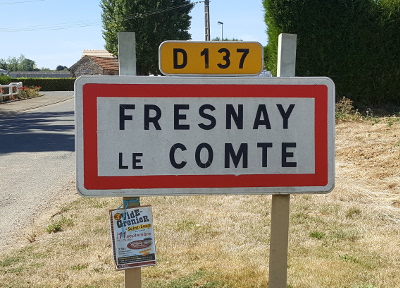 D 137
FRESNAY
LE COMTE
VIDE-
GRENIER